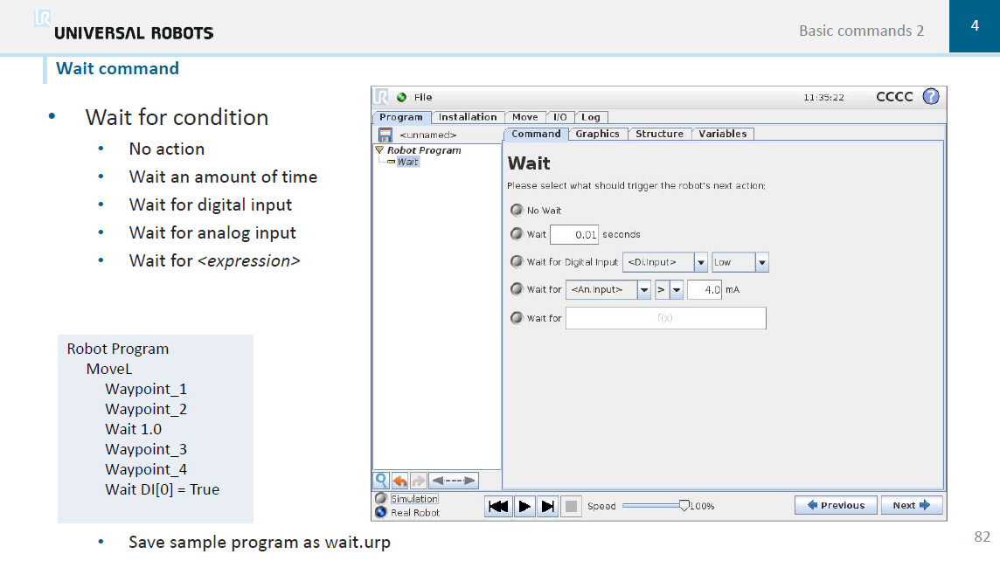 UR
UNIVERSAL ROBOTS
Basic commands 2
4
Wait command
• Wait for condition
• No action
• Wait an amount of time
• Wait for digital input
• Wait for analog input
• Wait for <expression>
Robot Program
MoveL
Waypoint_1
Waypoint_2
Wait 1.0
Waypoint_3
Waypoint_4
Wait DI[0] = True
• Save sample program as wait.urp
UR File 11:35:22 CCCC ?
Program Installation Move I/O Log
<unnamed>
Command Graphics Structure Variables
Robot Program
Wait
Wait
Please select what should trigger the robot's next action:
No Wait
Wait 0.01 seconds
Wait for Digital Input <Di.Input> Low
Wait for <An.Input> > 4.0 mA
Wait for f(x)
Simulation
Real Robot
Speed 100%
Previous Next
82